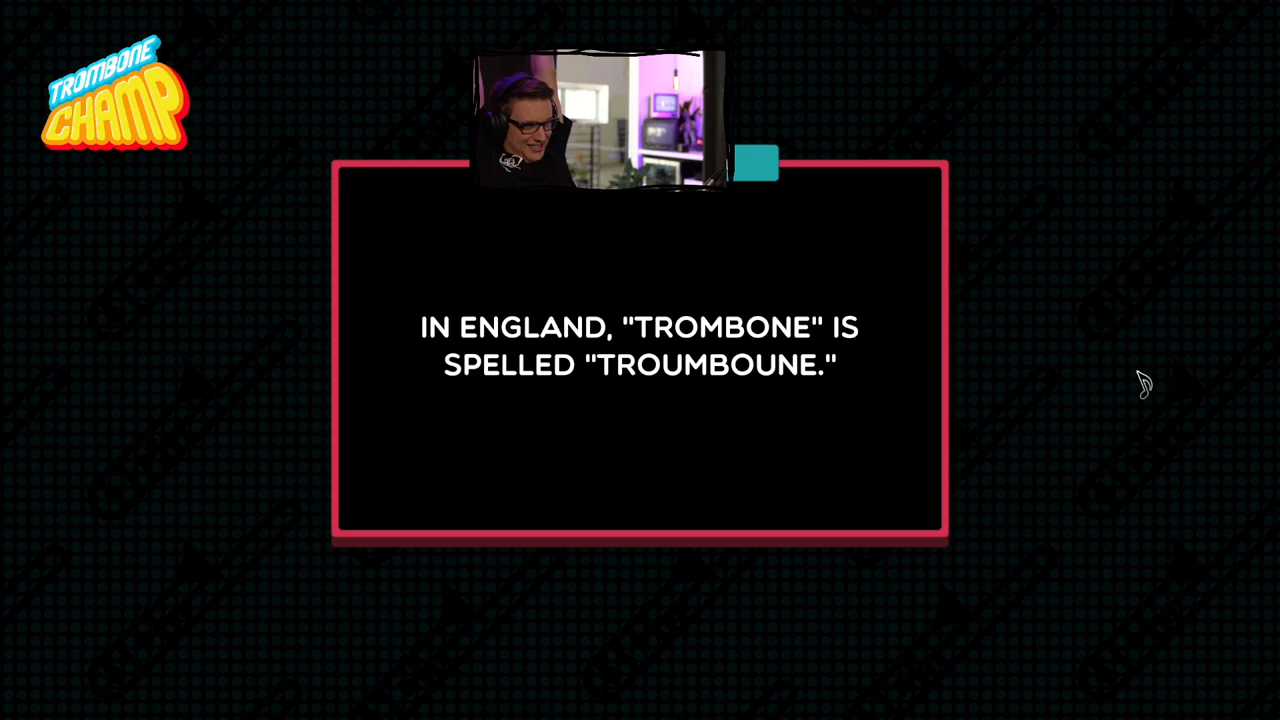 TROMBONE
CHAMP
IN ENGLAND, "TROMBONE" IS
SPELLED "TROUMBOUNE."